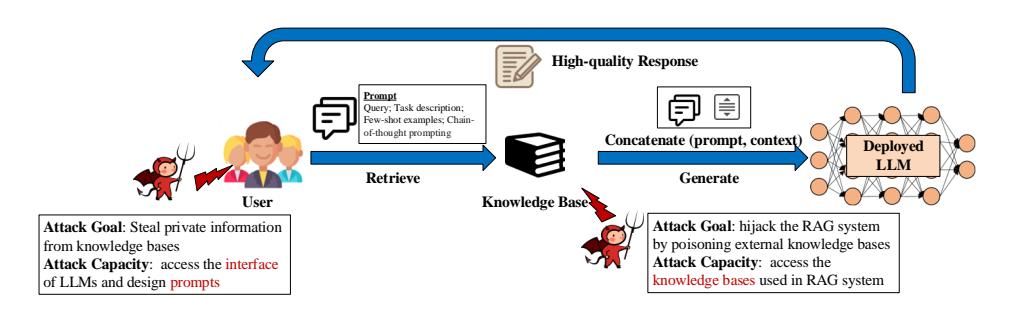 High-quality Response
Prompt
Query; Task description;
Few-shot examples; Chain-
of-thought prompting
Concatenate (prompt, context)
Deployed
LLM
Retrieve
Generate
User
Knowledge Base
Attack Goal: Steal private information
from knowledge bases
Attack Capacity: access the interface
of LLMs and design prompts
Attack Goal: hijack the RAG system
by poisoning external knowledge bases
Attack Capacity: access the
knowledge bases used in RAG system